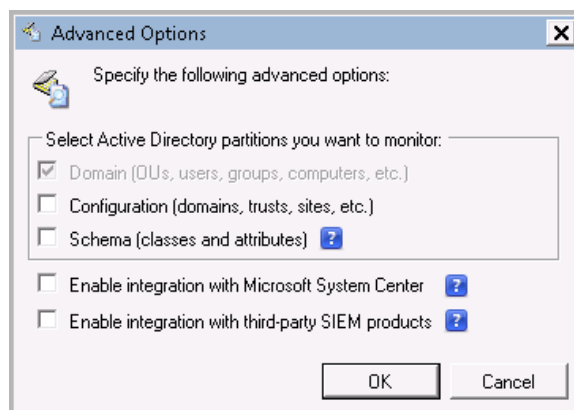 Advanced Options
Specify the following advanced options:
Select Active Directory partitions you want to monitor:
Domain (OUs, users, groups, computers, etc.)
Configuration (domains, trusts, sites, etc.)
Schema (classes and attributes) ?
Enable integration with Microsoft System Center ?
Enable integration with third-party SIEM products ?
OK Cancel